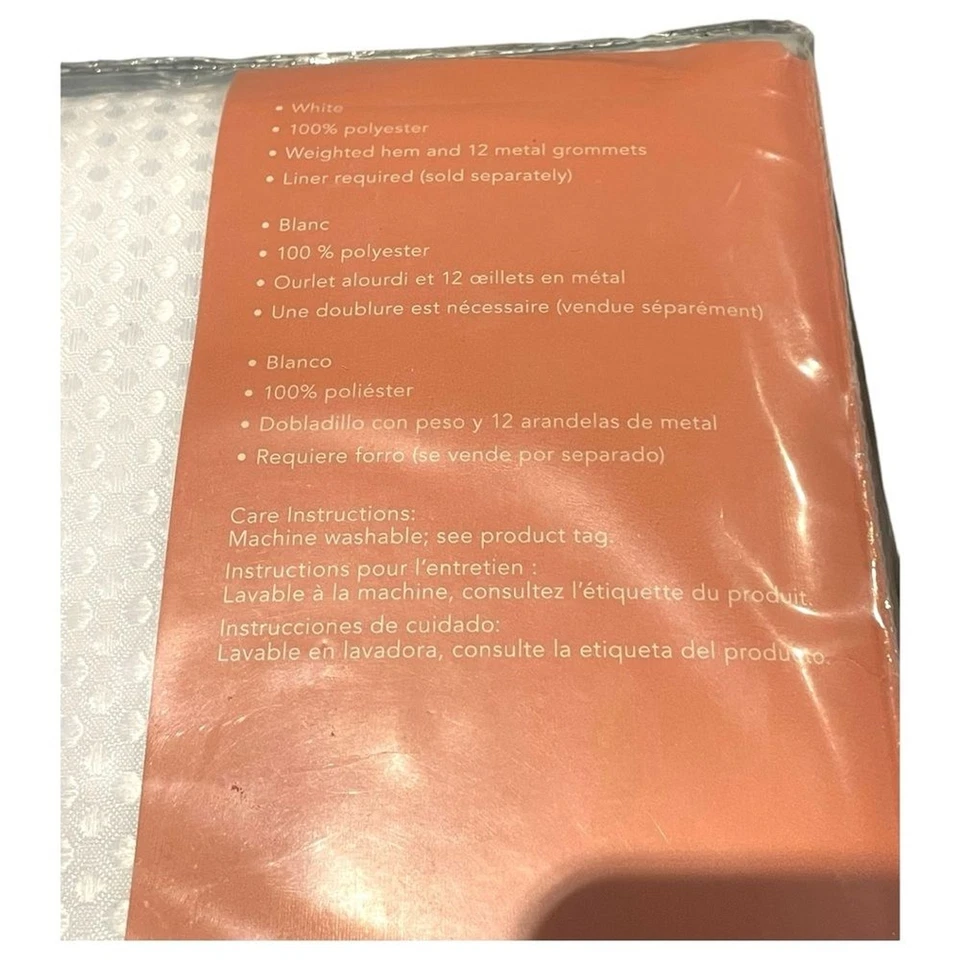 • White
• 100% polyester
• Weighted hem and 12 metal grommets
• Liner required (sold separately)
• Blanc
• 100 % polyester
• Ourlet alourdi et 12 œillets en métal
• Une doublure est nécessaire (vendue séparément)
• Blanco
• 100% poliéster
• Dobladillo con peso y 12 arandelas de metal
• Requiere forro (se vende por separado)
Care Instructions:
Machine washable; see product tag.
Instructions pour l'entretien :
Lavable à la machine, consultez l'étiquette du produit.
Instrucciones de cuidado:
Lavable en lavadora, consulte la etiqueta del producto.